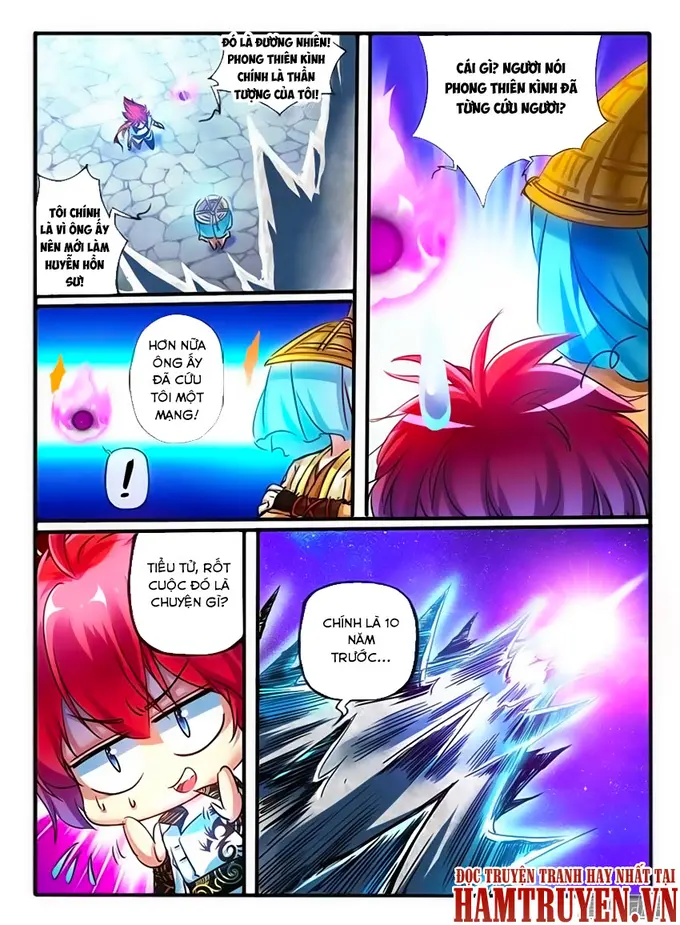 ĐÓ LÀ ĐƯƠNG NHIÊN!
PHONG THIÊN KÌNH
CHÍNH LÀ THẦN
TƯỢNG CỦA TÔI!
TÔI CHÍNH
LÀ VÌ ÔNG ẤY
NÊN MỚI LÀM
HUYỄN HỒN
SƯ!
CÁI GÌ? NGƯƠI NÓI
PHONG THIÊN KÌNH ĐÃ
TỪNG CỨU NGƯƠI?
HƠN NỮA
ÔNG ẤY
ĐÃ CỨU
TÔI MỘT
MẠNG!
!
TIỂU TỬ, RỐT
CUỘC ĐÓ LÀ
CHUYỆN GÌ?
CHÍNH LÀ 10
NĂM
TRƯỚC...
ĐỌC TRUYỆN TRANH HAY NHẤT TẠI
HAMTRUYEN.VN